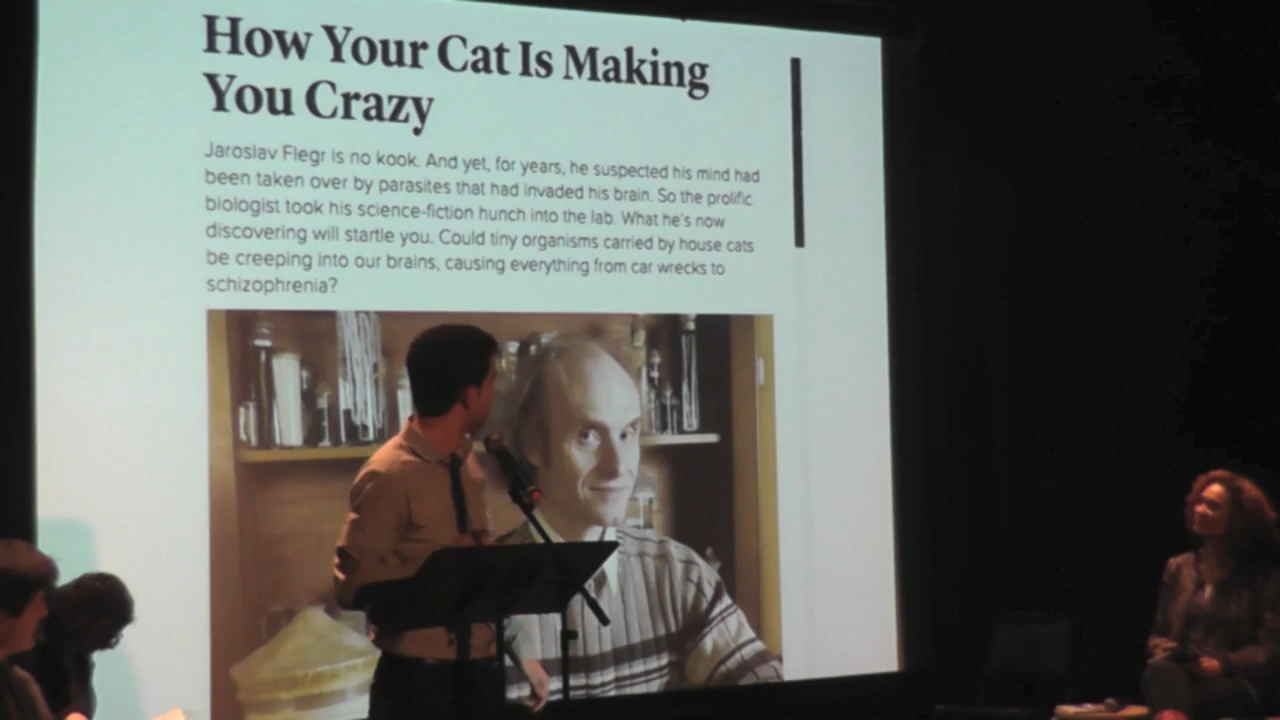 How Your Cat Is Making
You Crazy
Jaroslav Flegr is no kook. And yet, for years, he suspected his mind had
been taken over by parasites that had invaded his brain. So the prolific
biologist took his science-fiction hunch into the lab. What he's now
discovering will startle you. Could tiny organisms carried by house cats
be creeping into our brains, causing everything from car wrecks to
schizophrenia?